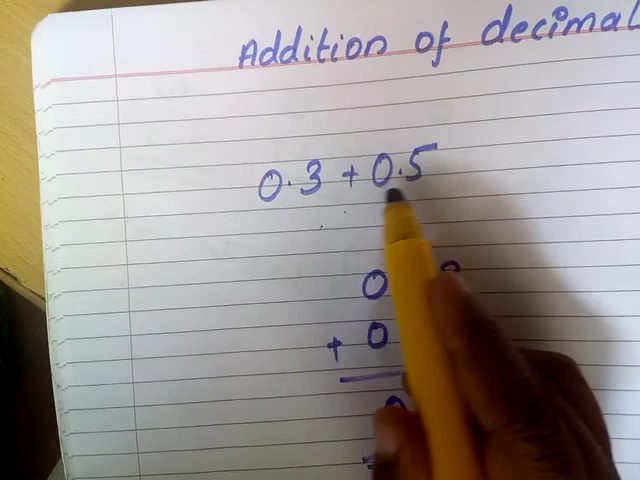 Addition of decimal
0.3 + 0.5
0
+ 0